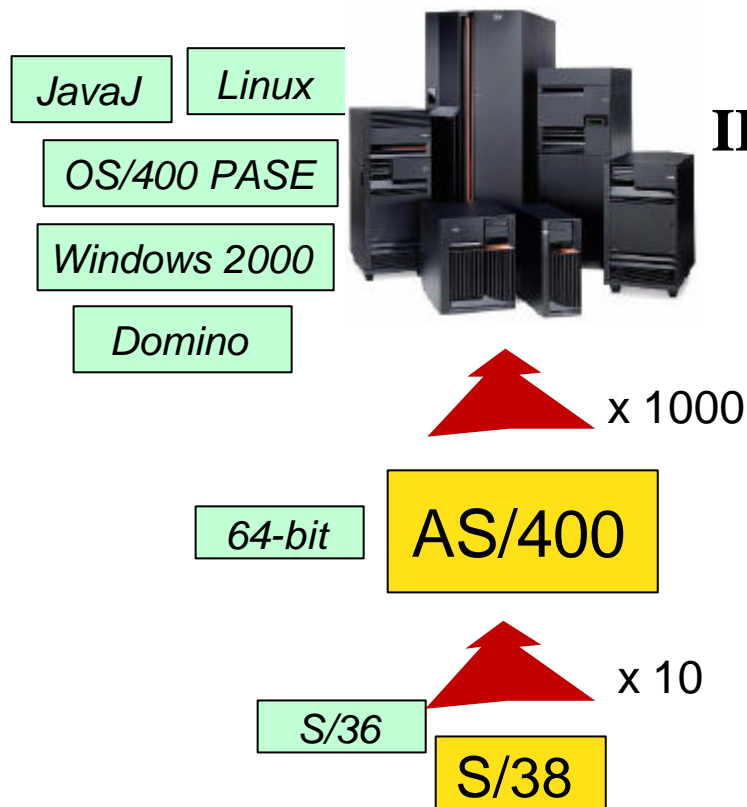 JavaJ
Linux
OS/400 PASE
Windows 2000
Domino
x 1000
64-bit
AS/400
x 10
S/36
S/38